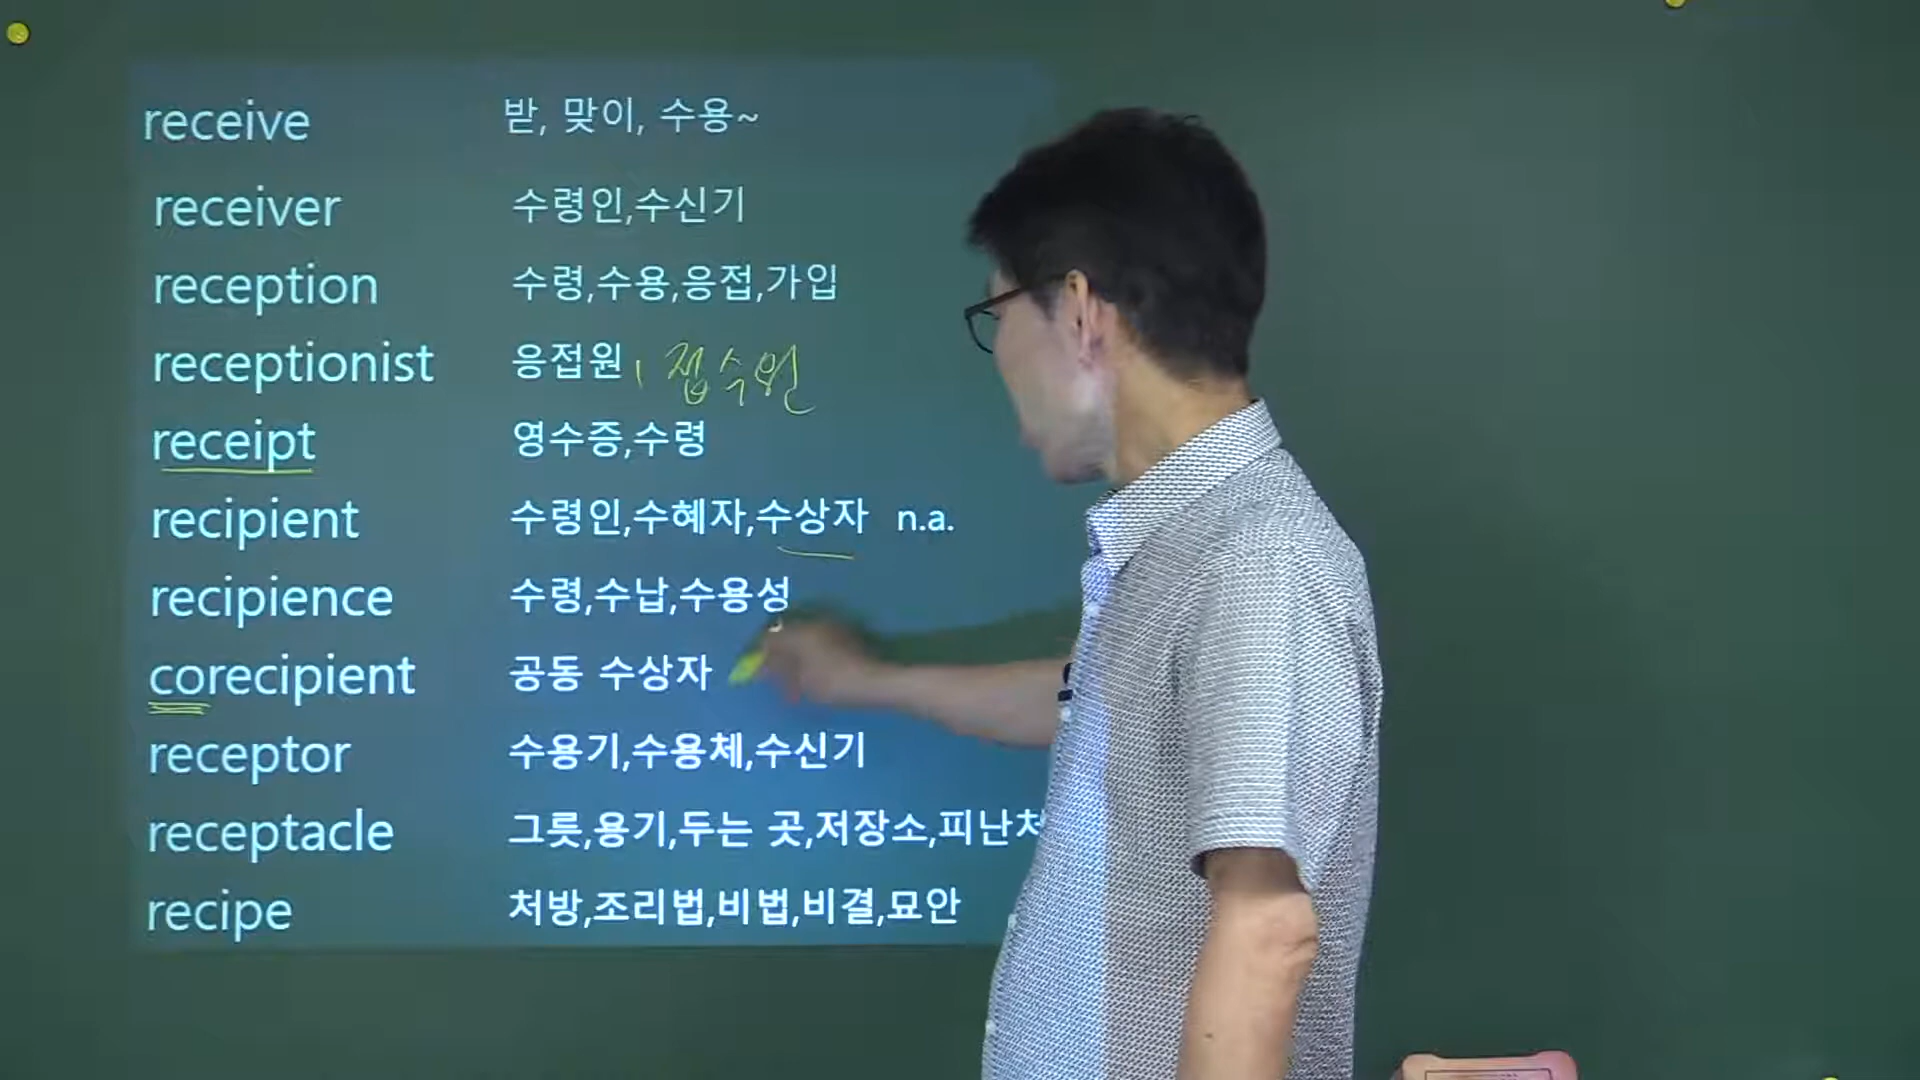 receive 받, 맞이, 수용~
receiver 수령인,수신기
reception 수령,수용,응접,가입
receptionist 응접원, 접수원
receipt 영수증,수령
recipient 수령인,수혜자,수상자 n.a.
recipience 수령,수납,수용성
corecipient 공동 수상자
receptor 수용기,수용체,수신기
receptacle 그릇,용기,두는 곳,저장소,피난처
recipe 처방,조리법,비법,비결,묘안